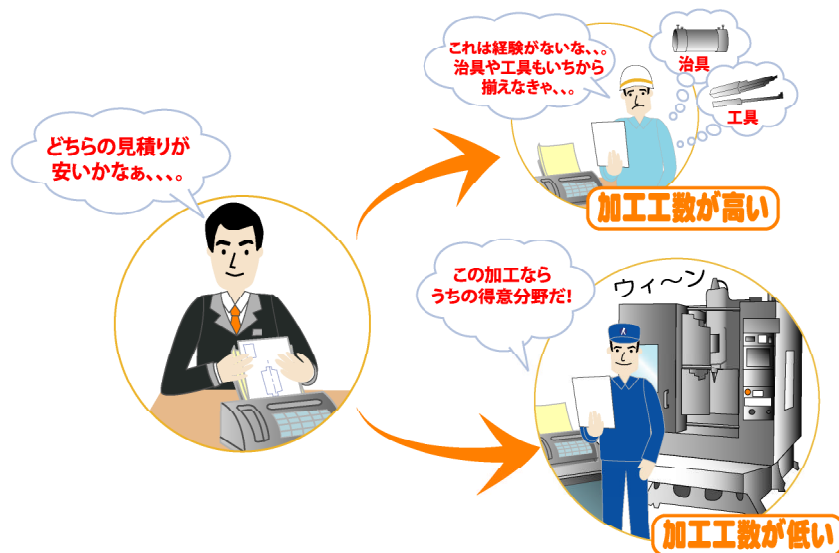 どちらの見積りが
安いかなぁ、、、。
これは経験がないな、、。
治具や工具もいちから
揃えなきゃ、、。
治具
工具
加工工数が高い
この加工なら
うちの得意分野だ!
ウィ～ン
加工工数が低い